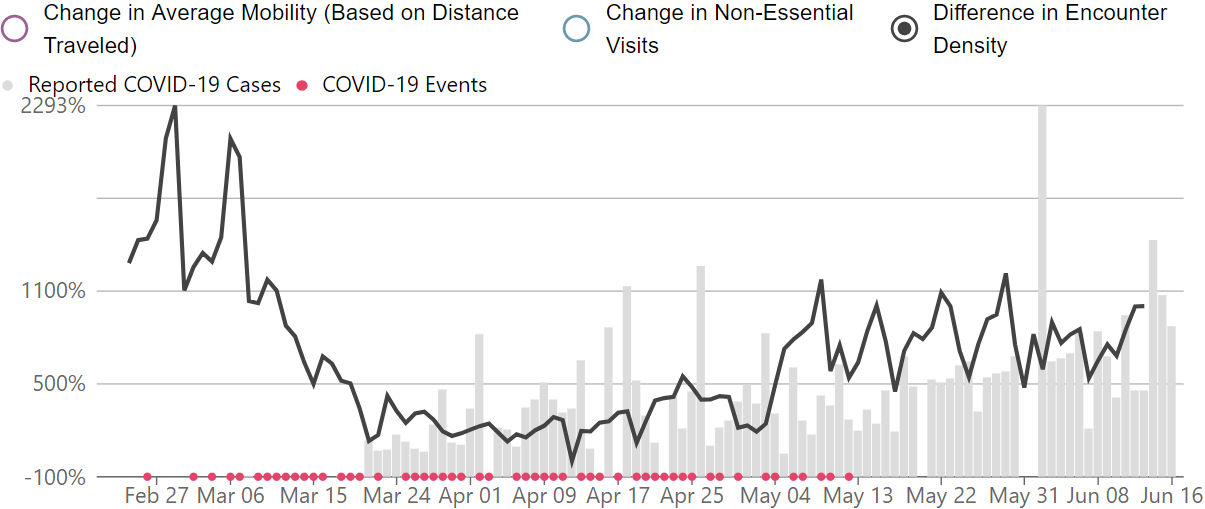 Change in Average Mobility (Based on Distance Traveled)
Change in Non-Essential Visits
Difference in Encounter Density
Reported COVID-19 Cases
COVID-19 Events
2293%
1100%
500%
-100%
Feb 27 Mar 06 Mar 15 Mar 24 Apr 01 Apr 09 Apr 17 Apr 25 May 04 May 13 May 22 May 31 Jun 08 Jun 16